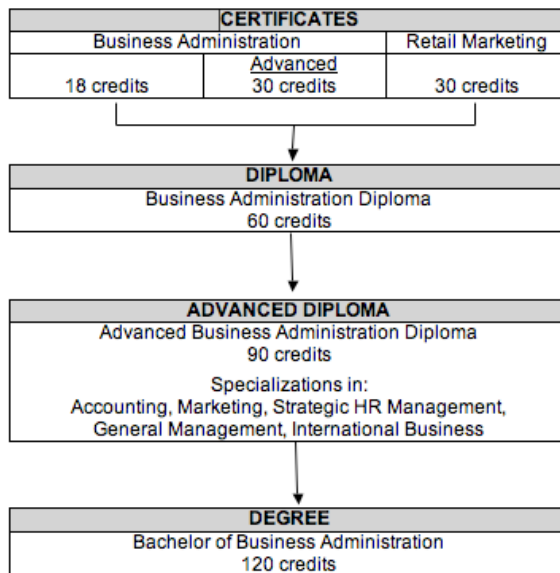 CERTIFICATES
Business Administration Retail Marketing
Advanced
18 credits 30 credits 30 credits
DIPLOMA
Business Administration Diploma
60 credits
ADVANCED DIPLOMA
Advanced Business Administration Diploma
90 credits
Specializations in:
Accounting, Marketing, Strategic HR Management,
General Management, International Business
DEGREE
Bachelor of Business Administration
120 credits